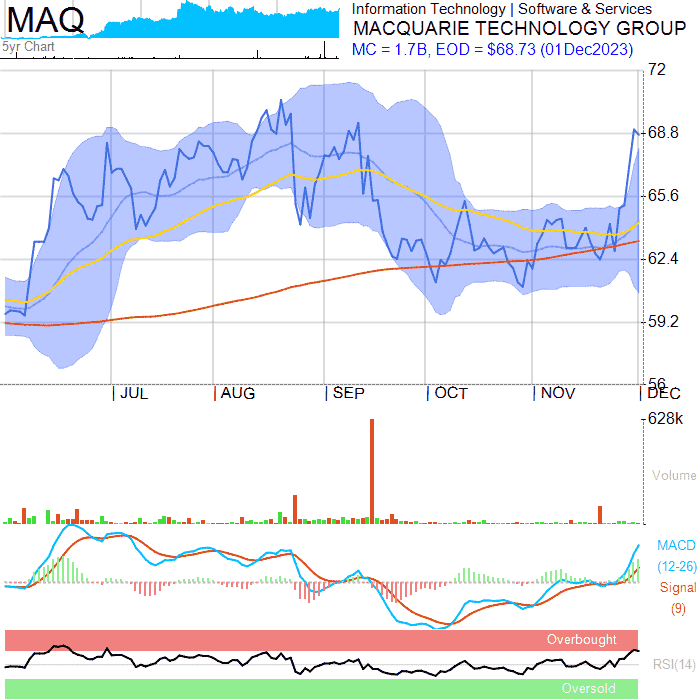 MAQ
5yr Chart
Information Technology | Software & Services
MACQUARIE TECHNOLOGY GROUP
MC = 1.7B, EOD = $68.73 (01Dec2023)
72
68.8
65.6
62.4
59.2
56
| JUL | AUG | SEP | OCT | NOV | DEC
628k
Volume
MACD
(12-26)
Signal
(9)
Overbought
RSI(14)
Oversold